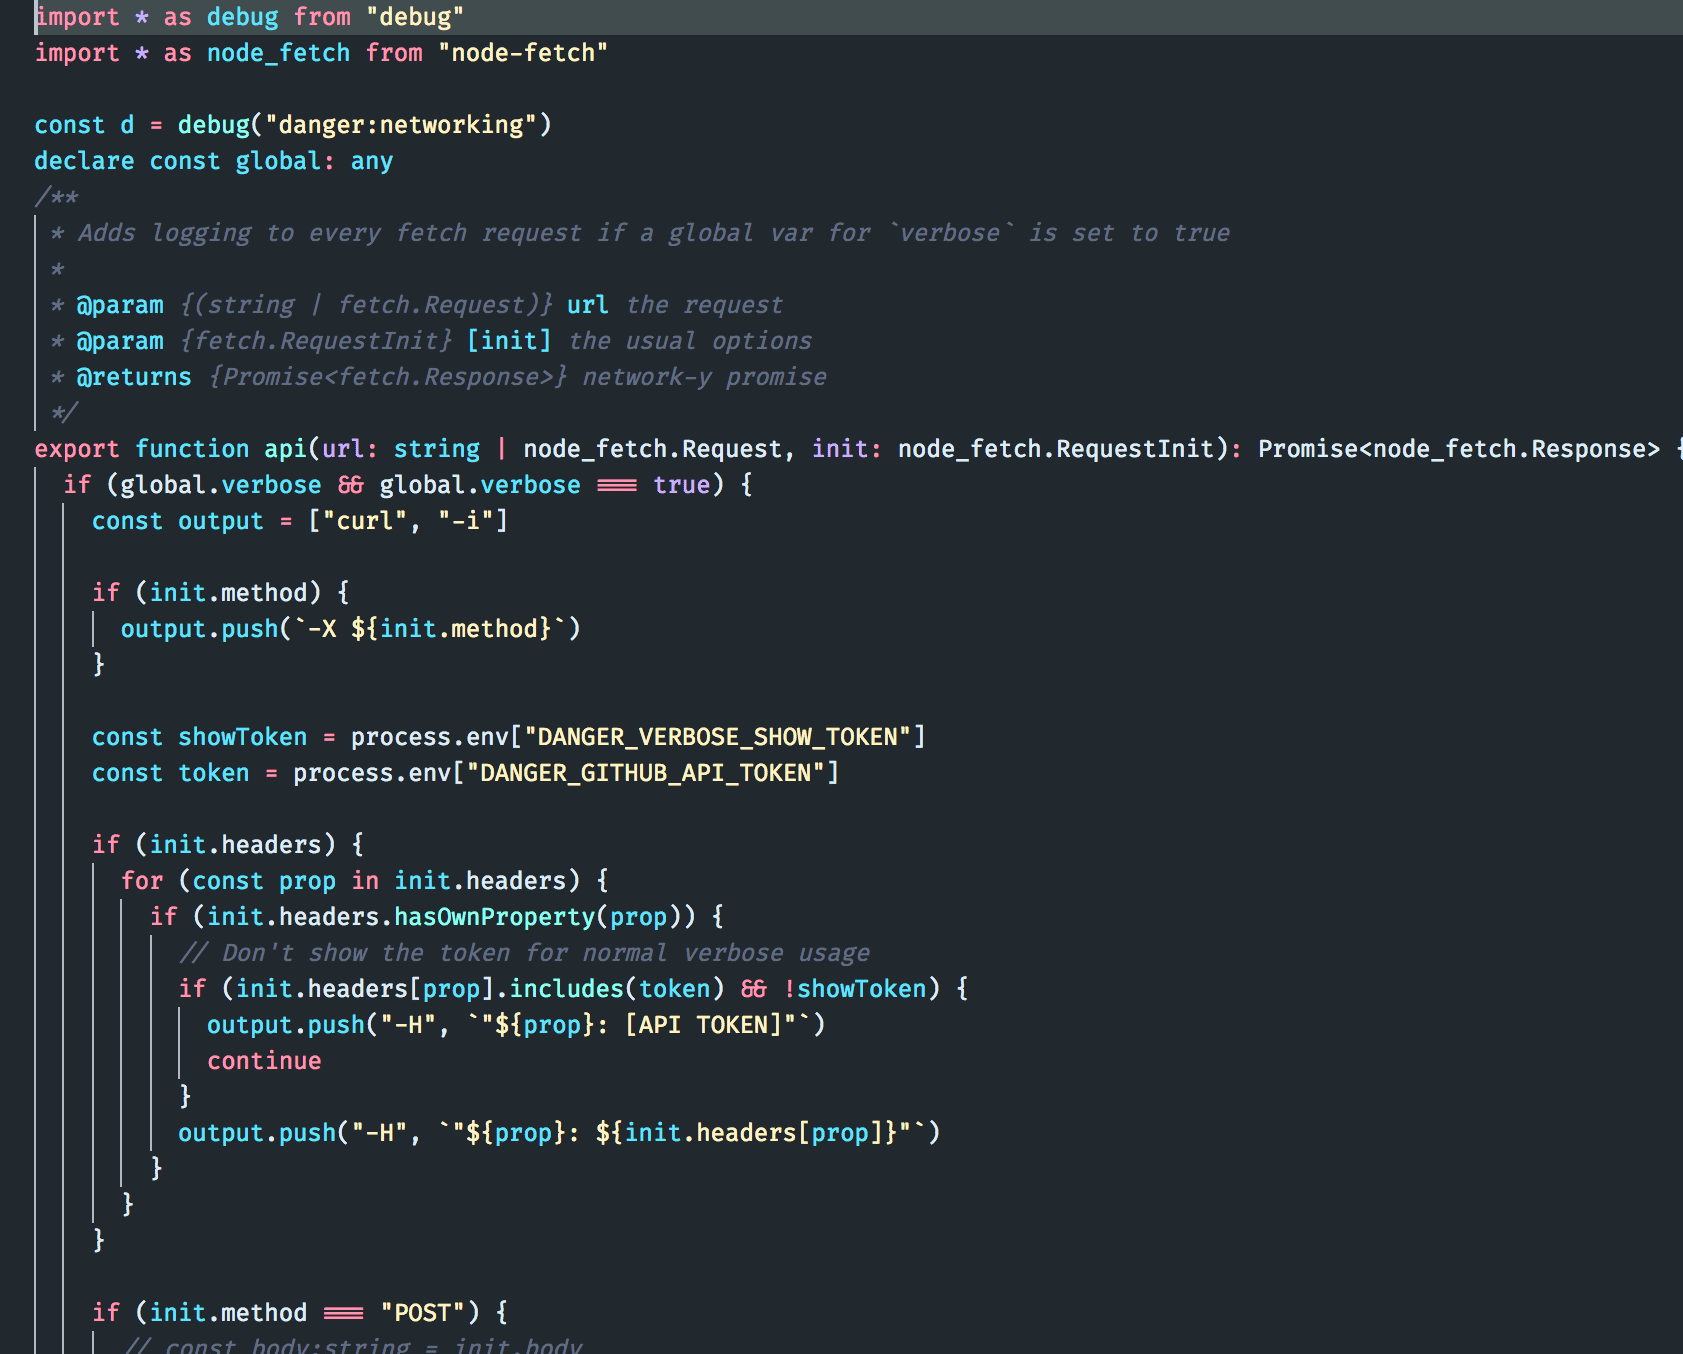 import * as debug from "debug"
import * as node_fetch from "node-fetch"
const d = debug("danger:networking")
declare const global: any
/**
* Adds logging to every fetch request if a global var for `verbose` is set to true
*
* @param {(string | fetch.Request)} url the request
* @param {fetch.RequestInit} [init] the usual options
* @returns {Promise<fetch.Response>} network-y promise
*/
export function api(url: string | node_fetch.Request, init: node_fetch.RequestInit): Promise<node_fetch.Response> {
if (global.verbose && global.verbose === true) {
const output = ["curl", "-i"]
if (init.method) {
output.push(`-X ${init.method}`)
}
const showToken = process.env["DANGER_VERBOSE_SHOW_TOKEN"]
const token = process.env["DANGER_GITHUB_API_TOKEN"]
if (init.headers) {
for (const prop in init.headers) {
if (init.headers.hasOwnProperty(prop)) {
// Don't show the token for normal verbose usage
if (init.headers[prop].includes(token) && !showToken) {
output.push("-H", `"${prop}: [API TOKEN]"`)
continue
}
output.push("-H", `"${prop}: ${init.headers[prop]}"`)
}
}
}
if (init.method === "POST") {
// const body:string = init.body